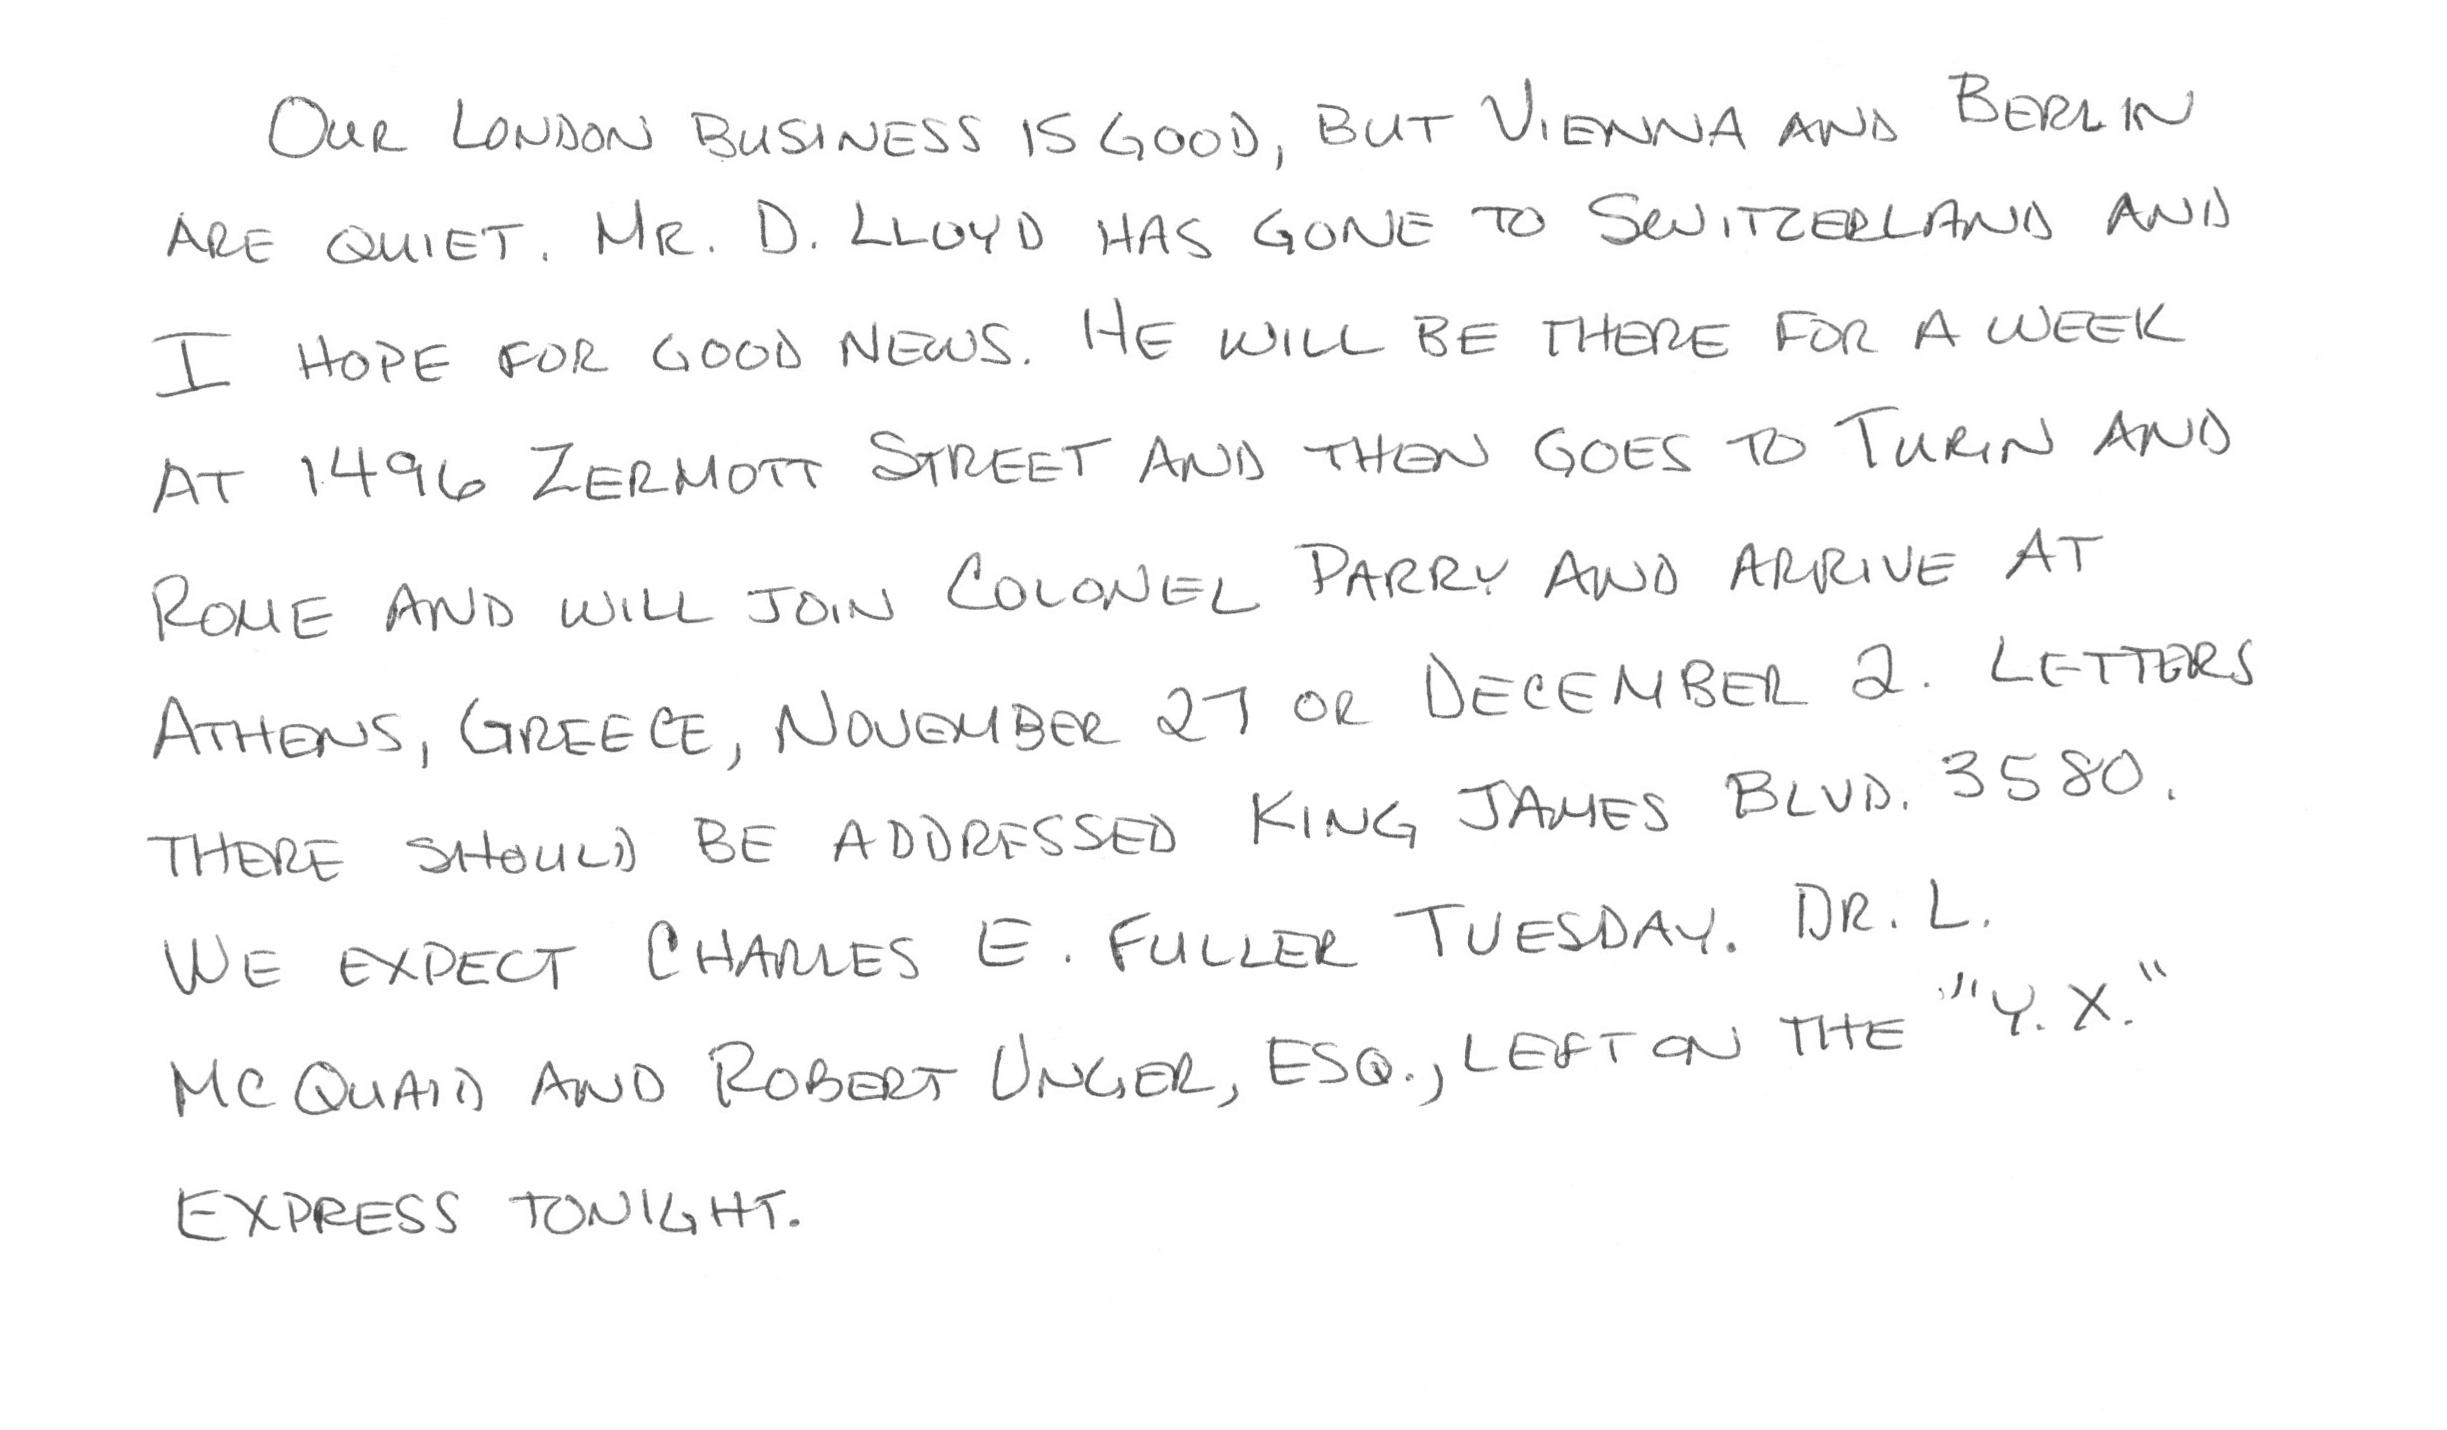 OUR LONDON BUSINESS IS GOOD, BUT VIENNA AND BERLIN
ARE QUIET. MR. D. LLOYD HAS GONE TO SWITZERLAND AND
I HOPE FOR GOOD NEWS. HE WILL BE THERE FOR A WEEK
AT 1496 ZERMOTT STREET AND THEN GOES TO TURIN AND
ROME AND WILL JOIN COLONEL PARRY AND ARRIVE AT
ATHENS, GREECE, NOVEMBER 27 OR DECEMBER 2. LETTERS
THERE SHOULD BE ADDRESSED KING JAMES BLVD. 3580.
WE EXPECT CHARLES E. FULLER TUESDAY. DR. L.
MCQUAID AND ROBERT UNGER, ESQ., LEFT ON THE "Y.X."
EXPRESS TONIGHT.